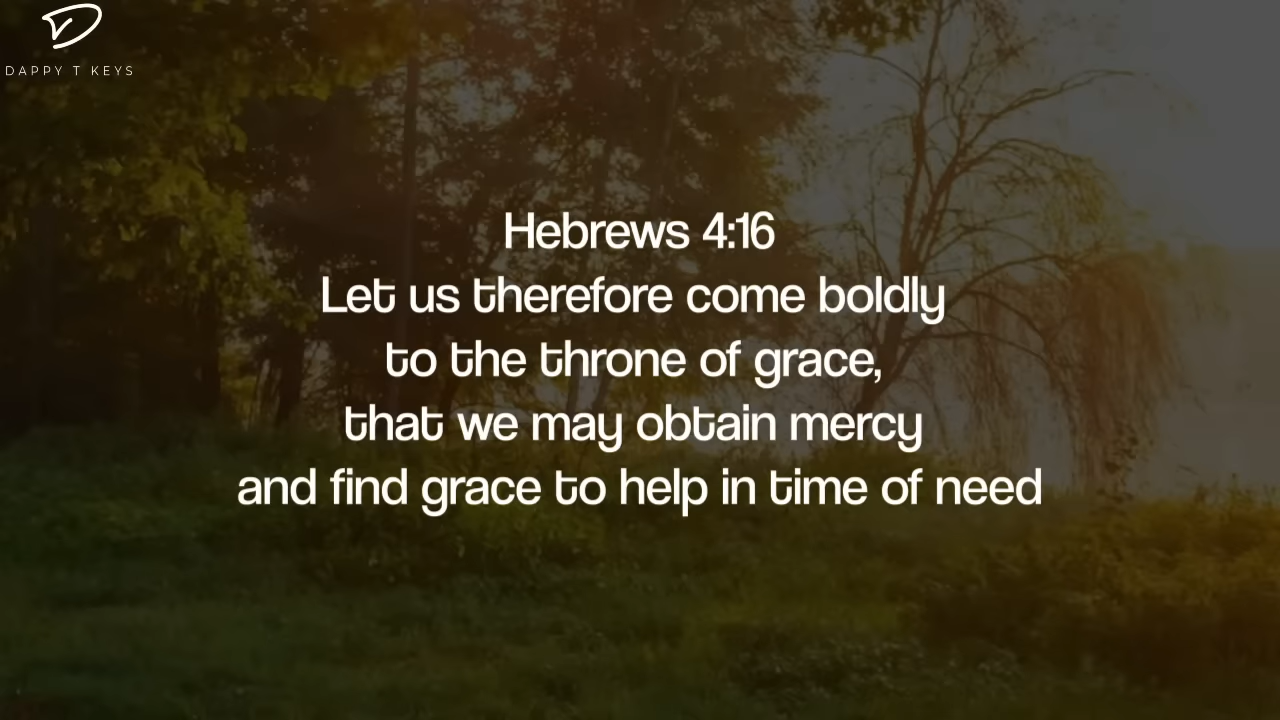 DAPPY T KEYS
Hebrews 4:16
Let us therefore come boldly
to the throne of grace,
that we may obtain mercy
and find grace to help in time of need